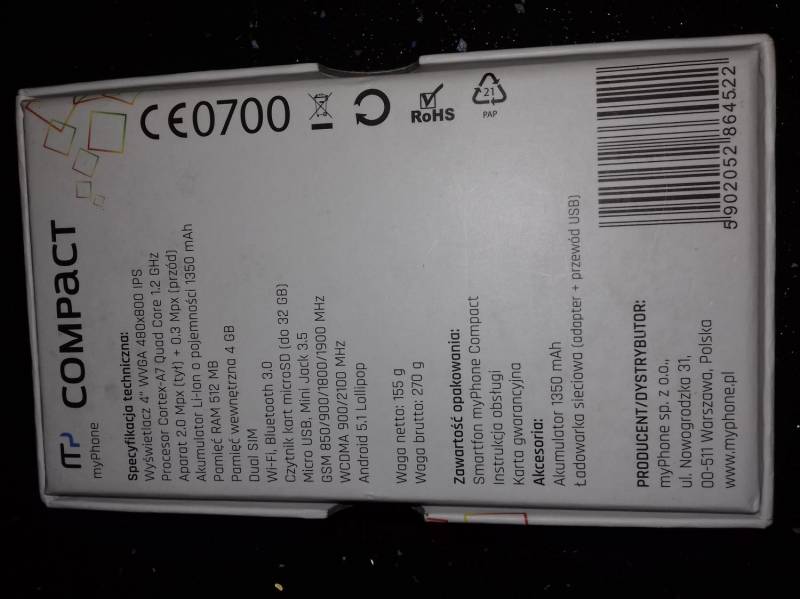 myPhone
COMPACT
Specyfikacja techniczna:
Wyświetlacz 4" WVGA 480x800 IPS
Procesor Cortex-A7 Quad Core 1.2 GHz
Aparat 2.0 Mpx (tył) + 0,3 Mpx (przód)
Akumulator Li-Ion o pojemności 1350 mAh
Pamięć RAM 512 MB
Pamięć wewnętrzna 4 GB
Dual SIM
Wi-Fi, Bluetooth 3.0
Czytnik kart microSD (do 32 GB)
Micro USB, Mini Jack 3.5
GSM 850/900/1800/1900 MHz
WCDMA 900/2100 MHz
Android 5.1 Lollipop
Waga netto: 155 g
Waga brutto: 270 g
Zawartość opakowania:
Smartfon myPhone Compact
Instrukcja obsługi
Karta gwarancyjna
Akcesoria:
Akumulator 1350 mAh
Ładowarka sieciowa (adapter + przewód USB)
PRODUCENT/DYSTRYBUTOR:
myPhone sp. z o.o.,
ul. Nowogrodzka 31,
00-511 Warszawa, Polska
www.myphone.pl
CE0700
RoHS
21
PAP
5902052864522